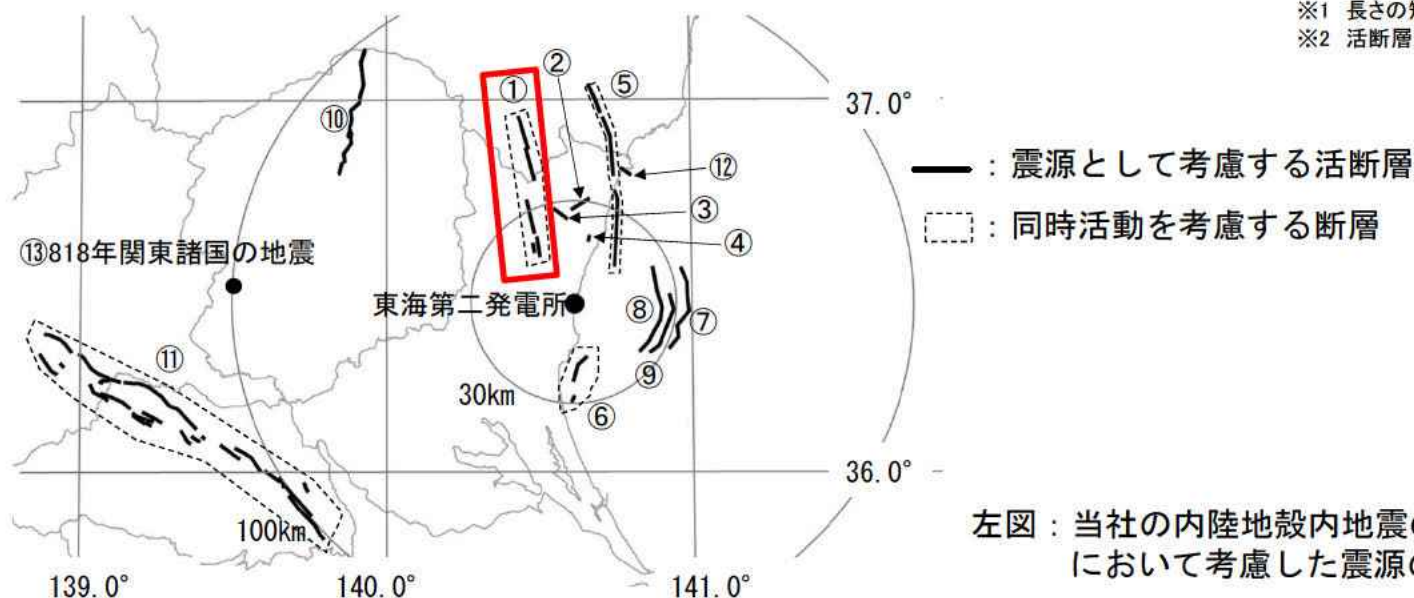 ※1 長さの
※2 活断層
②
①
⑤
37.0°
⑩
⑫
：震源として考慮する活断層
③
：同時活動を考慮する断層
④
⑬818年関東諸国の地震
東海第二発電所
⑧
⑦
⑪
⑨
30km
⑥
36.0°
左図：当社の内陸地殻内地震の
において考慮した震源の
100km
139.0°
140.0°
141.0°